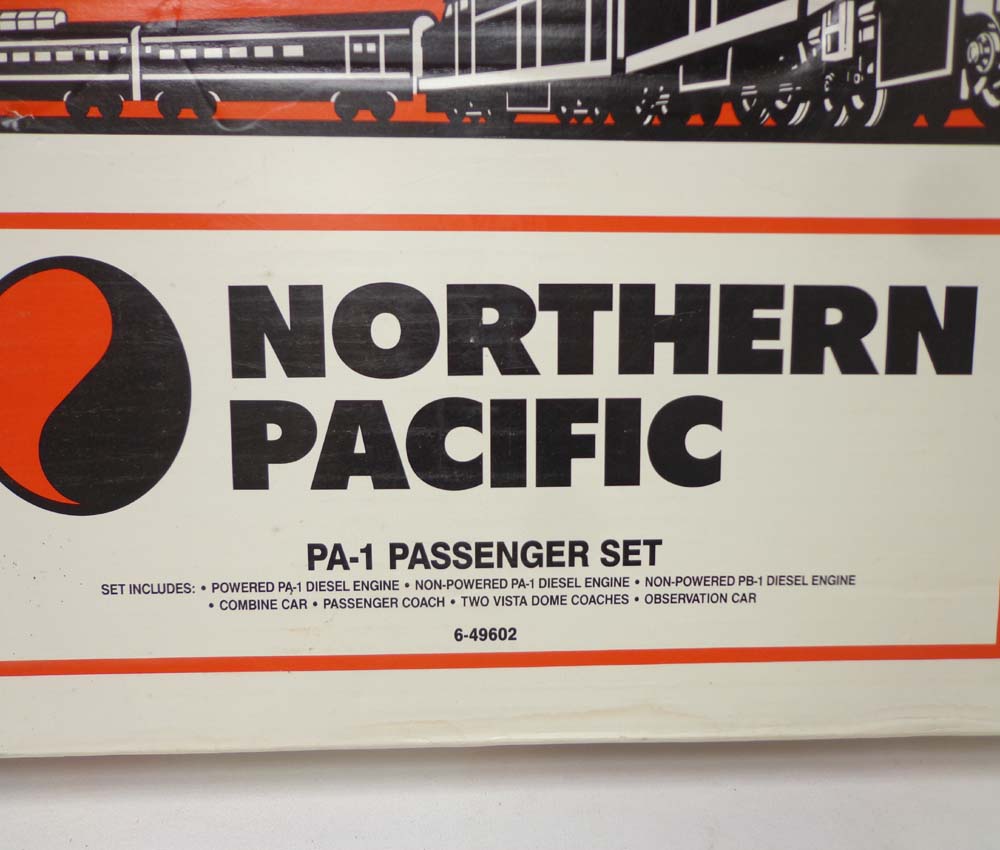 NORTHERN
PACIFIC
PA-1 PASSENGER SET
SET INCLUDES: • POWERED PA-1 DIESEL ENGINE • NON-POWERED PA-1 DIESEL ENGINE • NON-POWERED PB-1 DIESEL ENGINE
• COMBINE CAR • PASSENGER COACH • TWO VISTA DOME COACHES • OBSERVATION CAR
6-49602